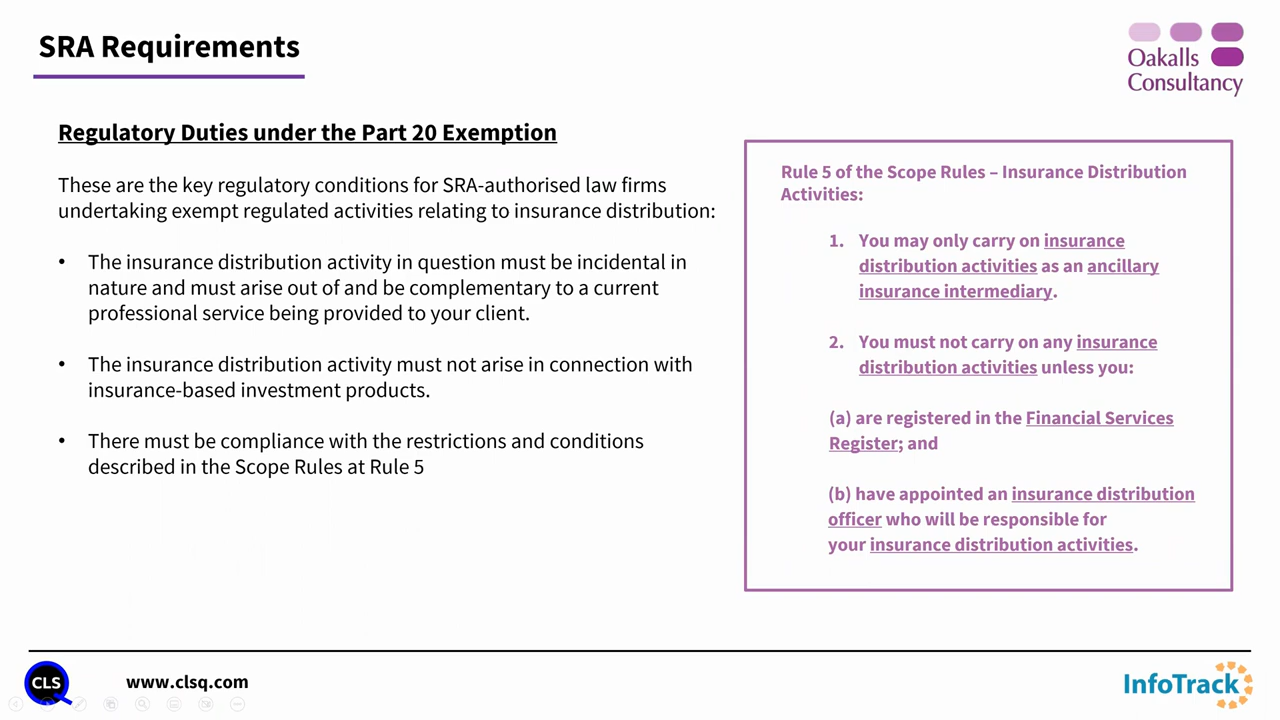 SRA Requirements
Oakalls
Consultancy
Regulatory Duties under the Part 20 Exemption
These are the key regulatory conditions for SRA-authorised law firms
undertaking exempt regulated activities relating to insurance distribution:
• The insurance distribution activity in question must be incidental in
nature and must arise out of and be complementary to a current
professional service being provided to your client.
• The insurance distribution activity must not arise in connection with
insurance-based investment products.
• There must be compliance with the restrictions and conditions
described in the Scope Rules at Rule 5
Rule 5 of the Scope Rules – Insurance Distribution
Activities:
1. You may only carry on insurance
distribution activities as an ancillary
insurance intermediary.
2. You must not carry on any insurance
distribution activities unless you:
(a) are registered in the Financial Services
Register; and
(b) have appointed an insurance distribution
officer who will be responsible for
your insurance distribution activities.
CLS
www.clsq.com
InfoTrack